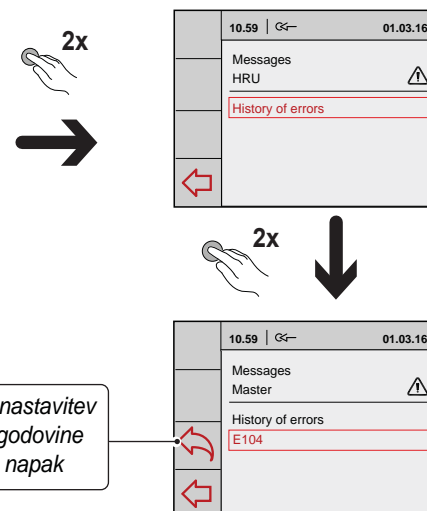 2x
10.59 01.03.16
Messages
HRU
History of errors
2x
10.59 01.03.16
Messages
Master
History of errors
E104
nastavitev
godovine
napak